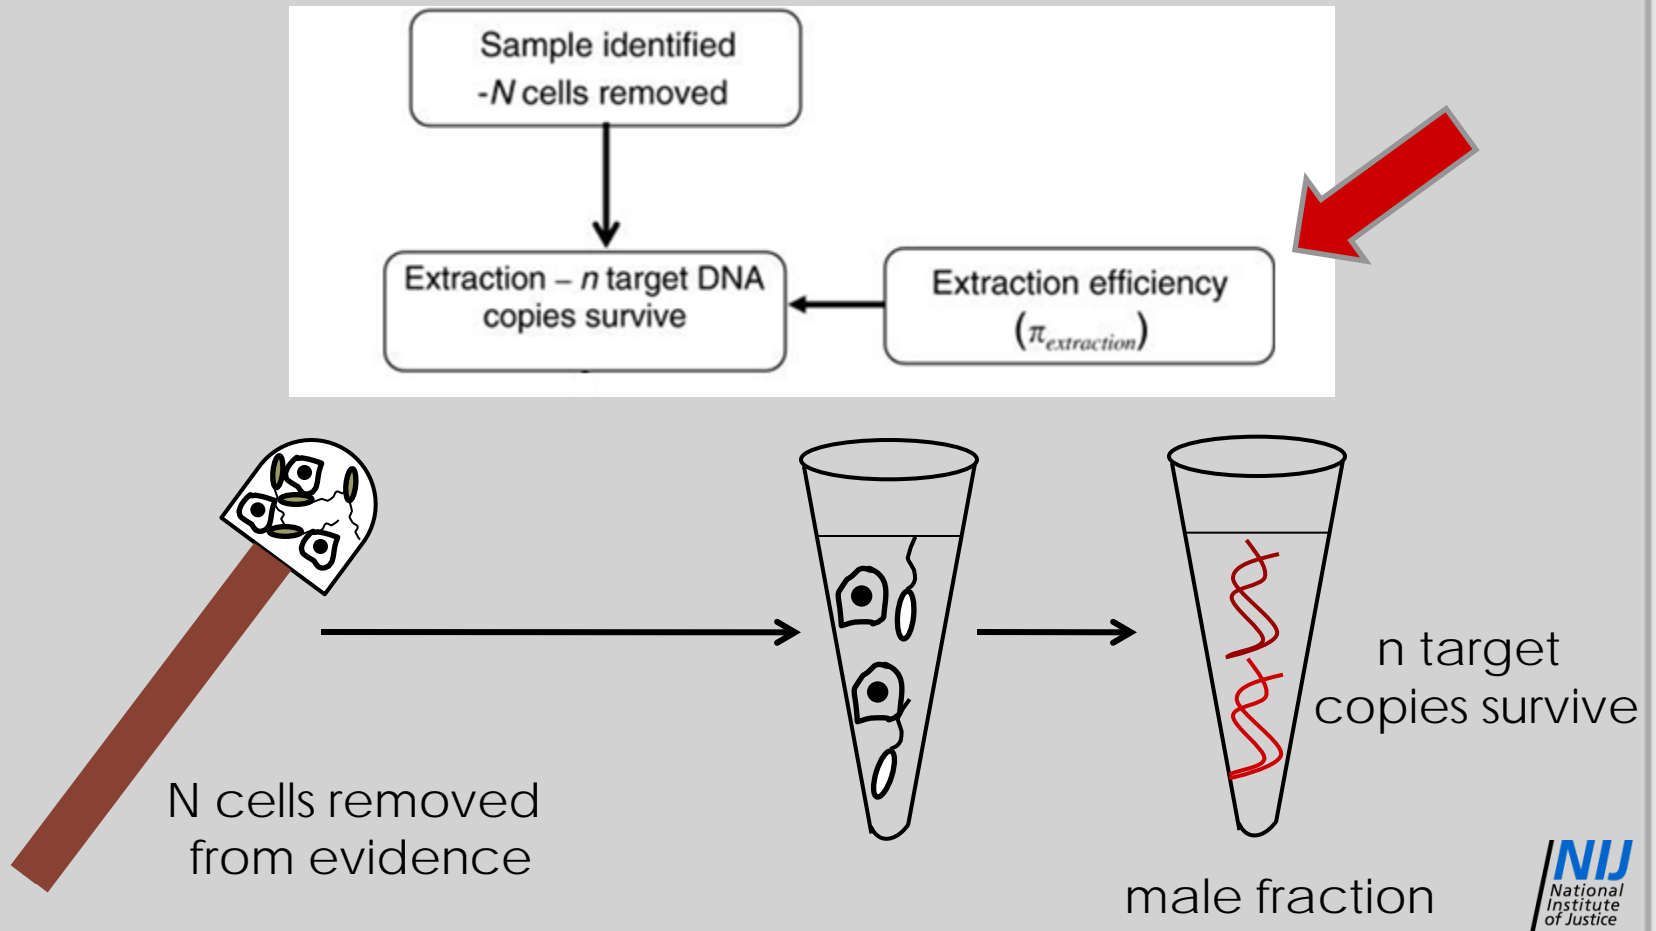 Sample identified
-N cells removed
Extraction – n target DNA
copies survive
Extraction efficiency
(π extraction)
N cells removed
from evidence
n target
copies survive
male fraction
NIJ
National
Institute
of Justice